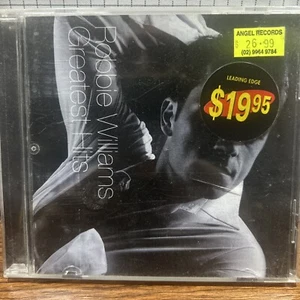 Robbie Williams
Greatest Hits
ANGEL RECORDS
$ 26.99
(02) 9964 9784
LEADING EDGE
$19.95